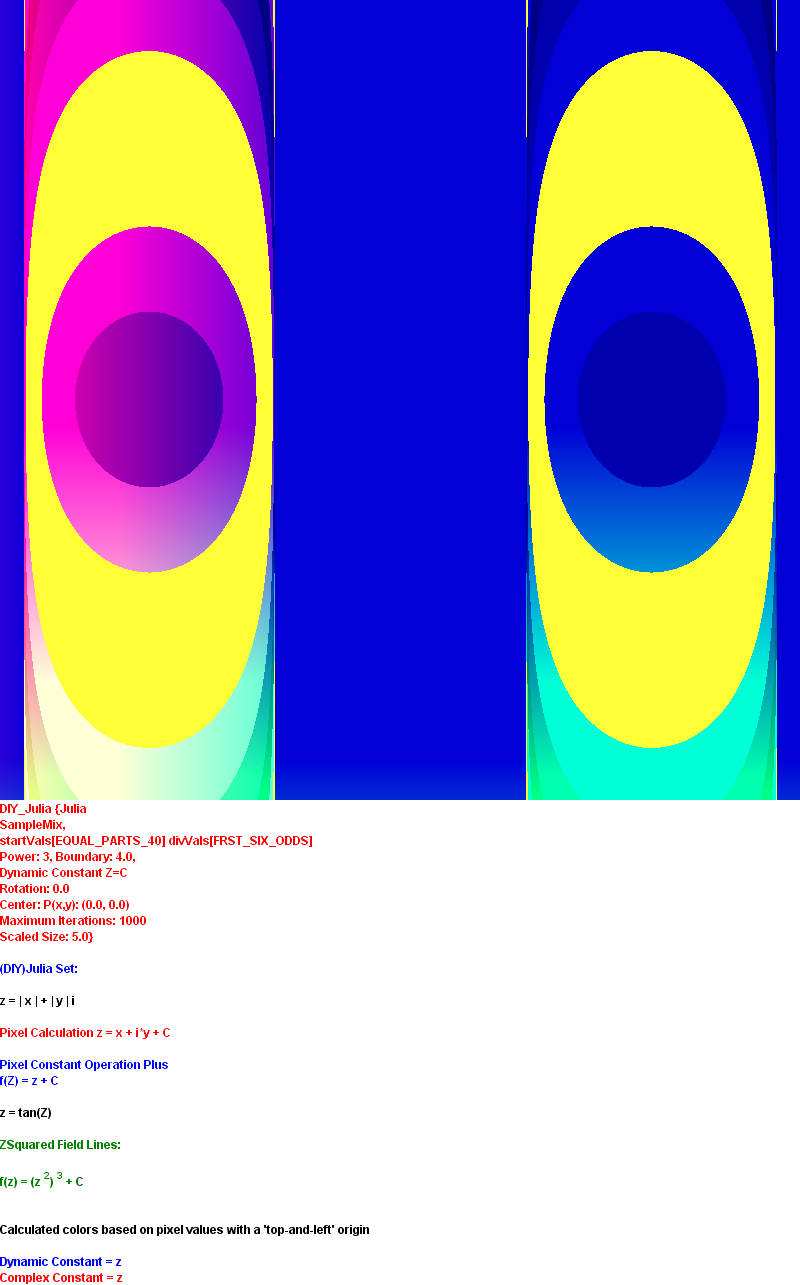 DIY_Julia {Julia
SampleMix,
startVals[EQUAL_PARTS_40] divVals[FRST_SIX_ODDS]
Power: 3, Boundary: 4.0,
Dynamic Constant Z=C
Rotation: 0.0
Center: P(x,y): (0.0, 0.0)
Maximum Iterations: 1000
Scaled Size: 5.0}
(DIY)Julia Set:
z = | x | + | y | i
Pixel Calculation z = x + i*y + C
Pixel Constant Operation Plus
f(Z) = z + C
z = tan(Z)
ZSquared Field Lines:
f(z) = (z ²) ³ + C
Calculated colors based on pixel values with a 'top-and-left' origin
Dynamic Constant = z
Complex Constant = z